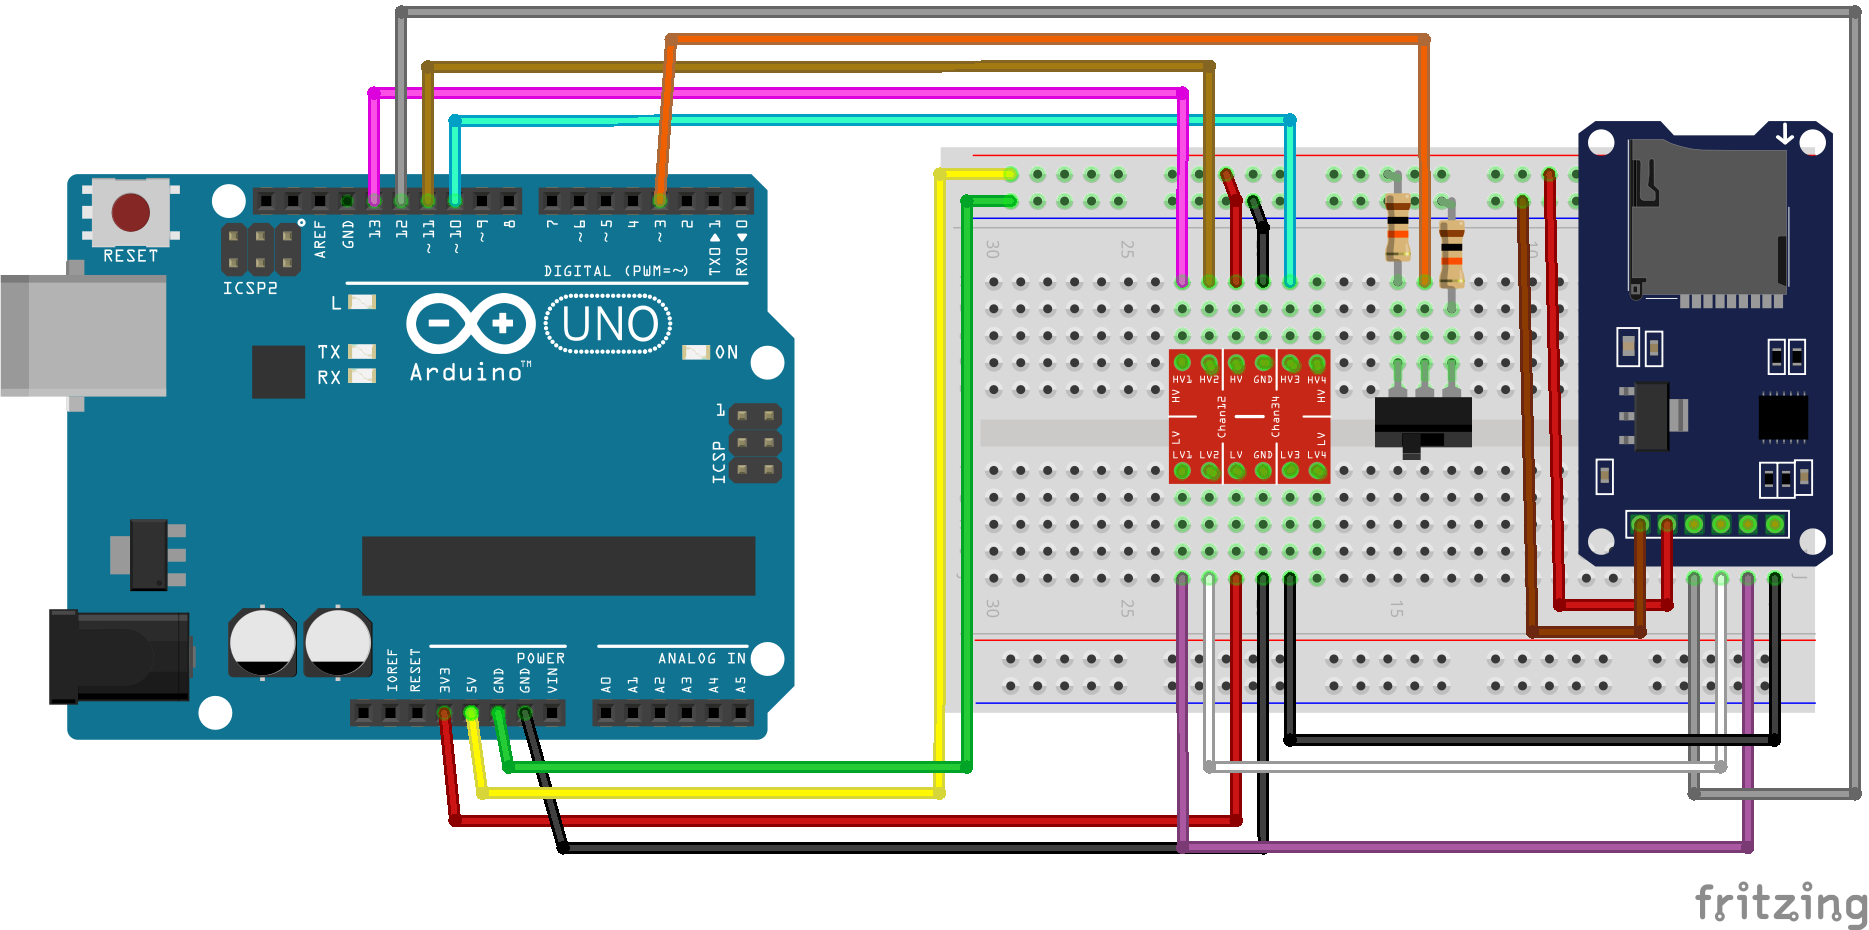 RESET
ICSP2
AREF
GND
13
12
~11
~10
~9
8
7
~6
~5
4
~3
2
TX0▶1
RX0◀0
DIGITAL (PWM=~)
L
TX
RX
UNO
Arduino™
ON
1
ICSP
POWER
ANALOG IN
IOREF
RESET
3V3
5V
GND
GND
VIN
A0
A1
A2
A3
A4
A5
30
25
10
HV1 HV2 HV GND HV3 HV4
HV
Chan12
Chan34
HV
LV
LV
LV1 LV2 LV GND LV3 LV4
30
25
15
J
fritzing